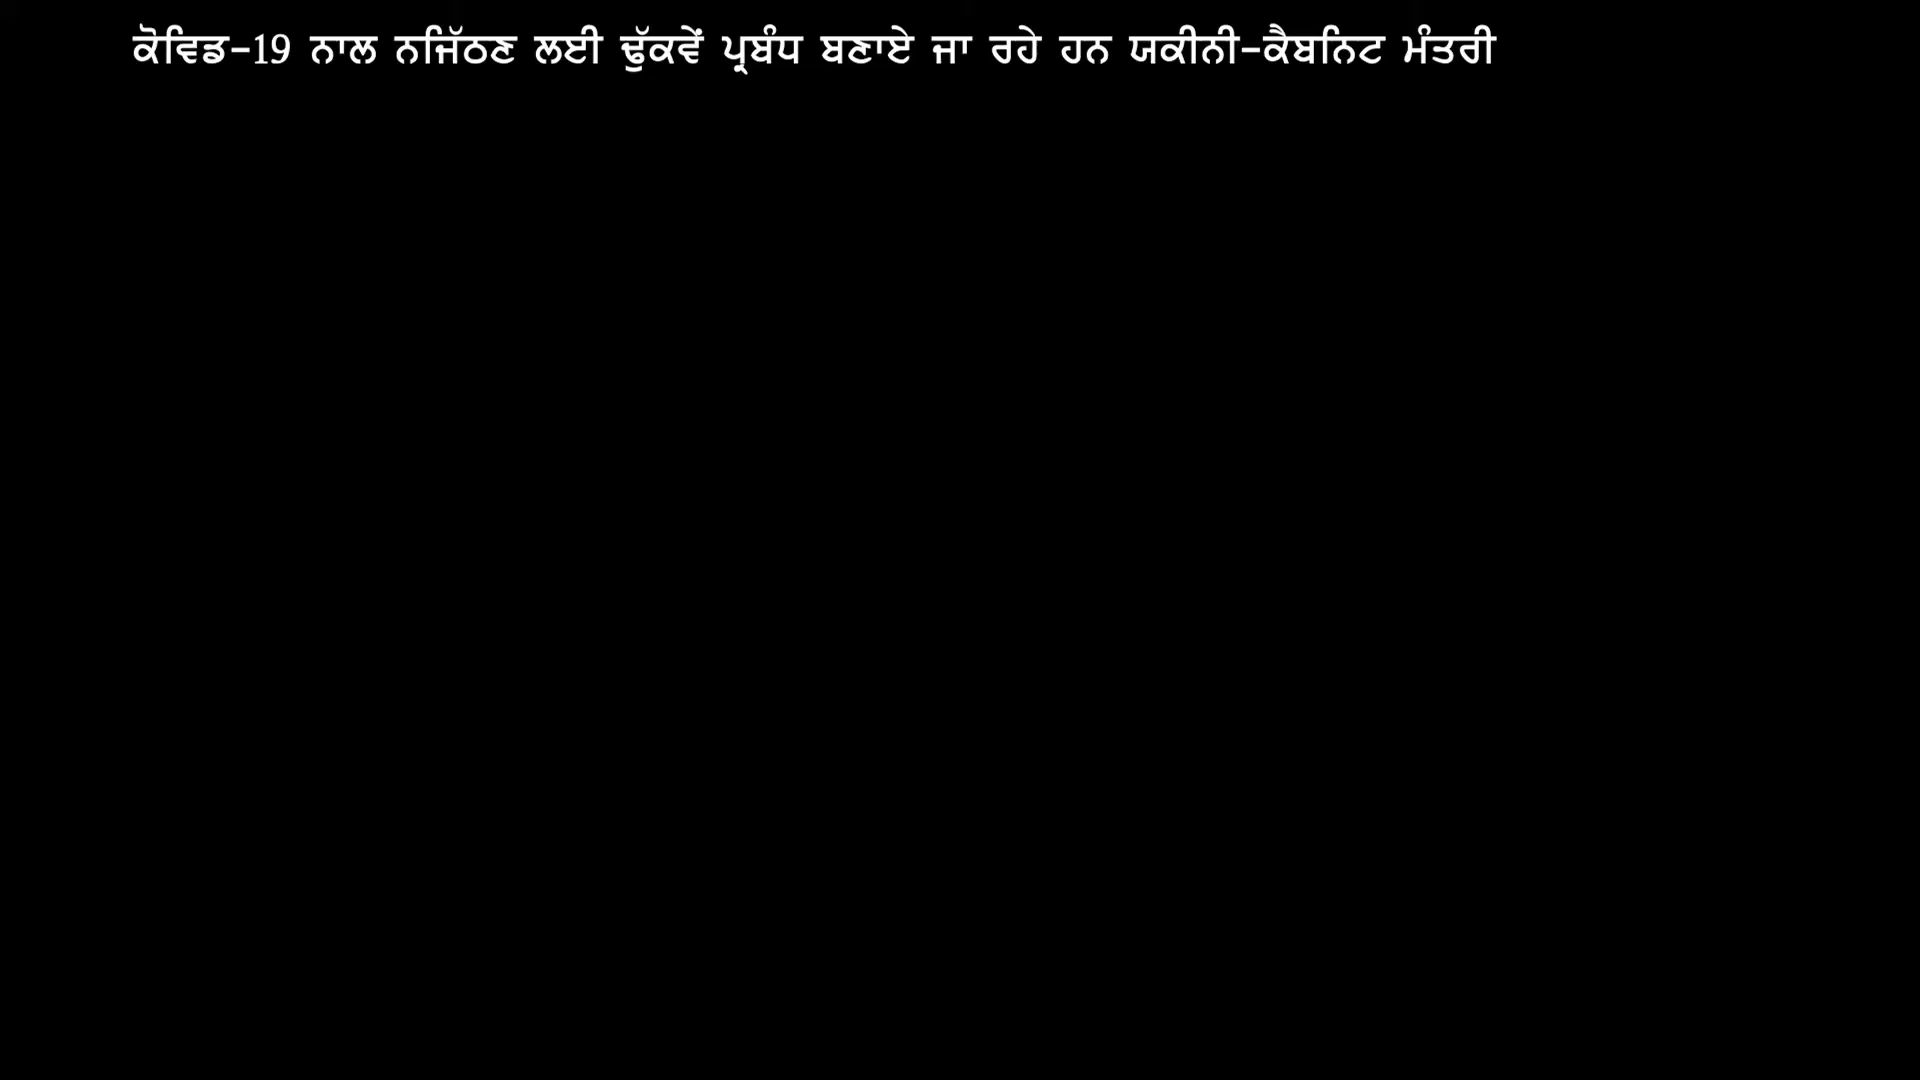 ਕੋਵਿਡ-19 ਨਾਲ ਨਜਿੱਠਣ ਲਈ ਢੁੱਕਵੇਂ ਪ੍ਰਬੰਧ ਬਣਾਏ ਜਾ ਰਹੇ ਹਨ ਯਕੀਨੀ-ਕੈਬਨਿਟ ਮੰਤਰੀ